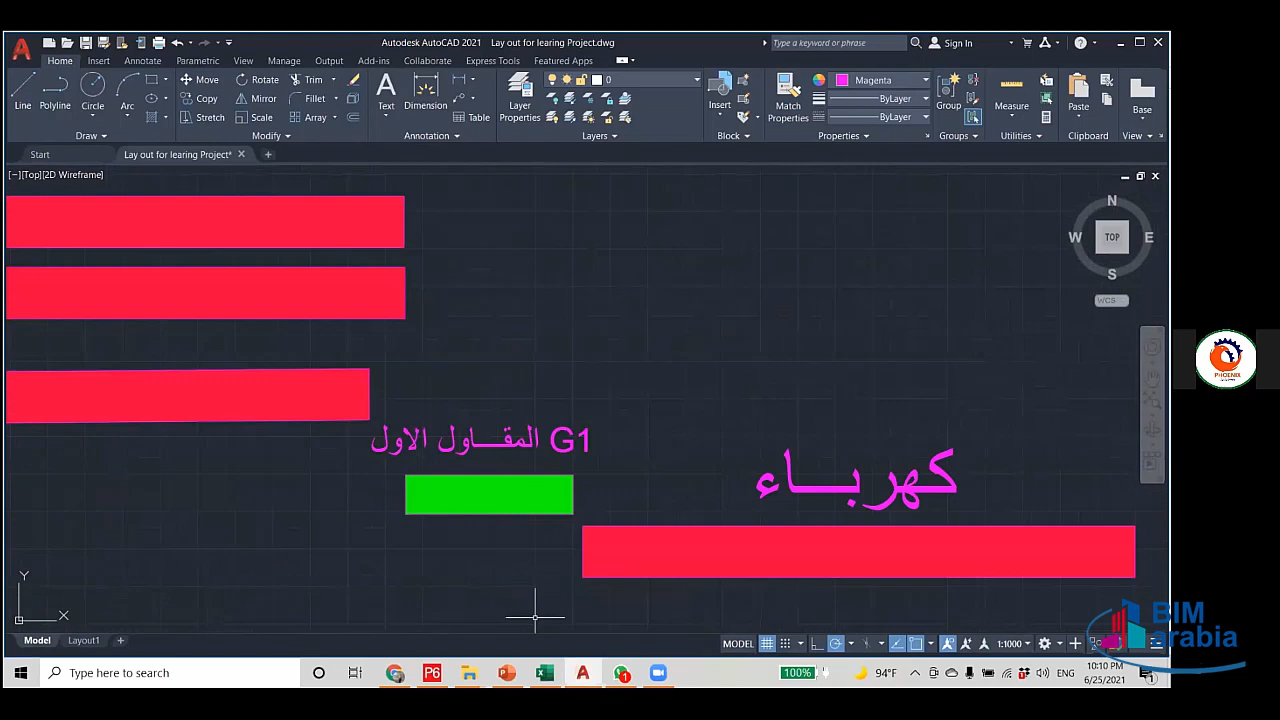 Autodesk AutoCAD 2021 Lay out for learing Project.dwg
Type a keyword or phrase
Sign In
Home Insert Annotate Parametric View Manage Output Add-ins Collaborate Express Tools Featured Apps
Line Polyline Circle Arc
Move Rotate Trim
Copy Mirror Fillet
Stretch Scale Array
Text Dimension Table
Layer Properties
0
Insert
Match Properties
Magenta
ByLayer
ByLayer
Group Measure Paste Base
Draw Modify Annotation Layers Block Properties Groups Utilities Clipboard View
Start Lay out for learing Project*
[−][Top][2D Wireframe]
N
W TOP E
S
WCS
المقـــاول الاول G1
كهربـــاء
Y
X
Model Layout1
MODEL 1:1000
PHOENIX
BIM
arabia
Type here to search
P6
100% 94°F ENG
10:10 PM
6/25/2021